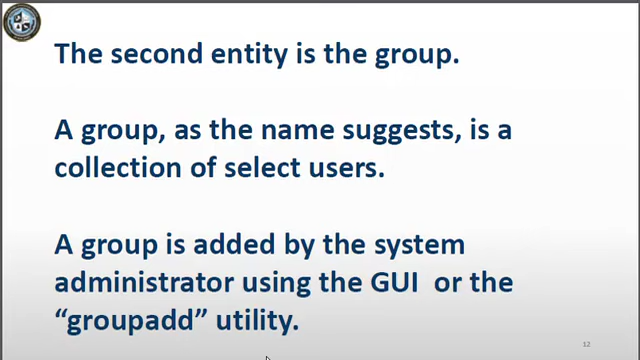 The second entity is the group.
A group, as the name suggests, is a
collection of select users.
A group is added by the system
administrator using the GUI  or the
“groupadd” utility.
12